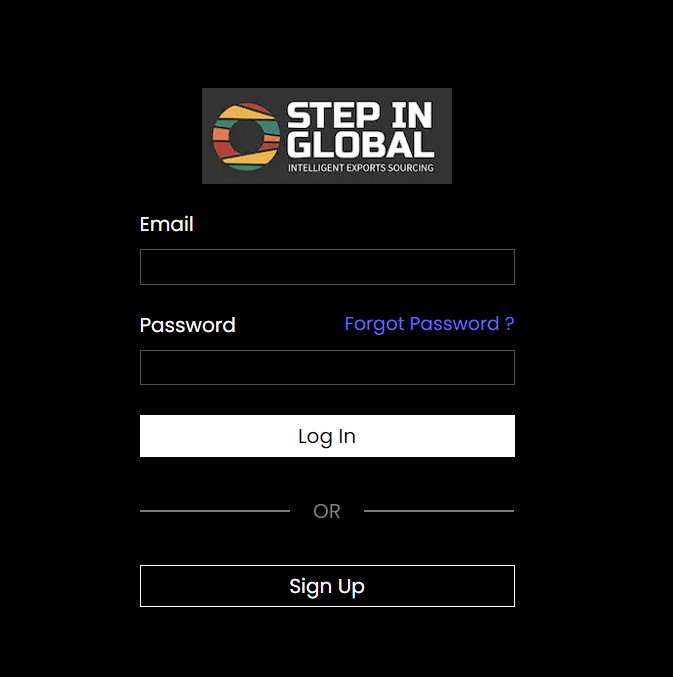 STEP IN
GLOBAL
INTELLIGENT EXPORTS SOURCING
Email
Password
Forgot Password ?
Log In
OR
Sign Up